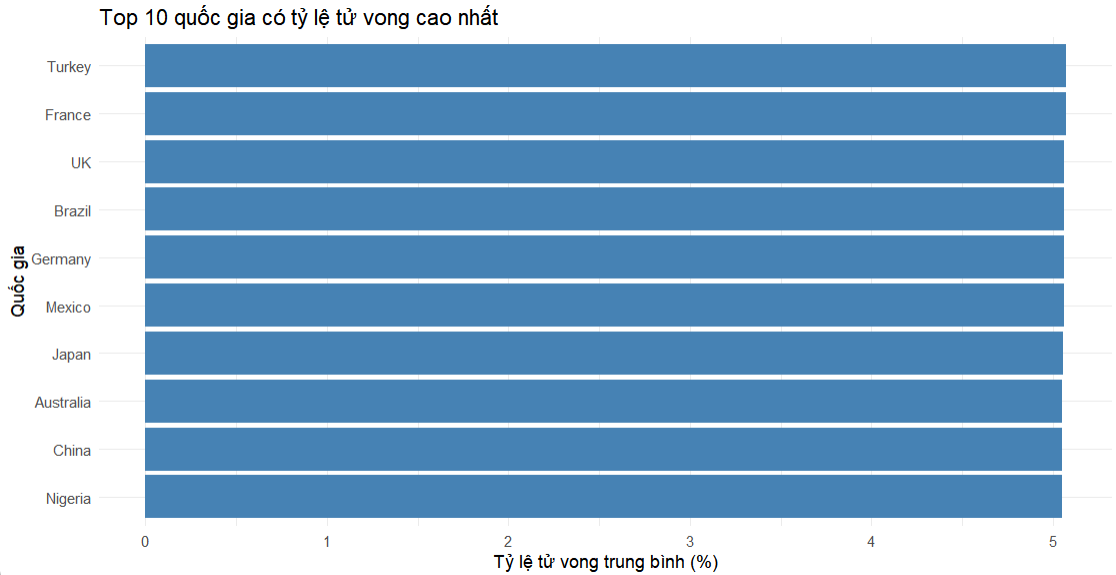 Top 10 quốc gia có tỷ lệ tử vong cao nhất
Quốc gia
Turkey
France
UK
Brazil
Germany
Mexico
Japan
Australia
China
Nigeria
0 1 2 3 4 5
Tỷ lệ tử vong trung bình (%)